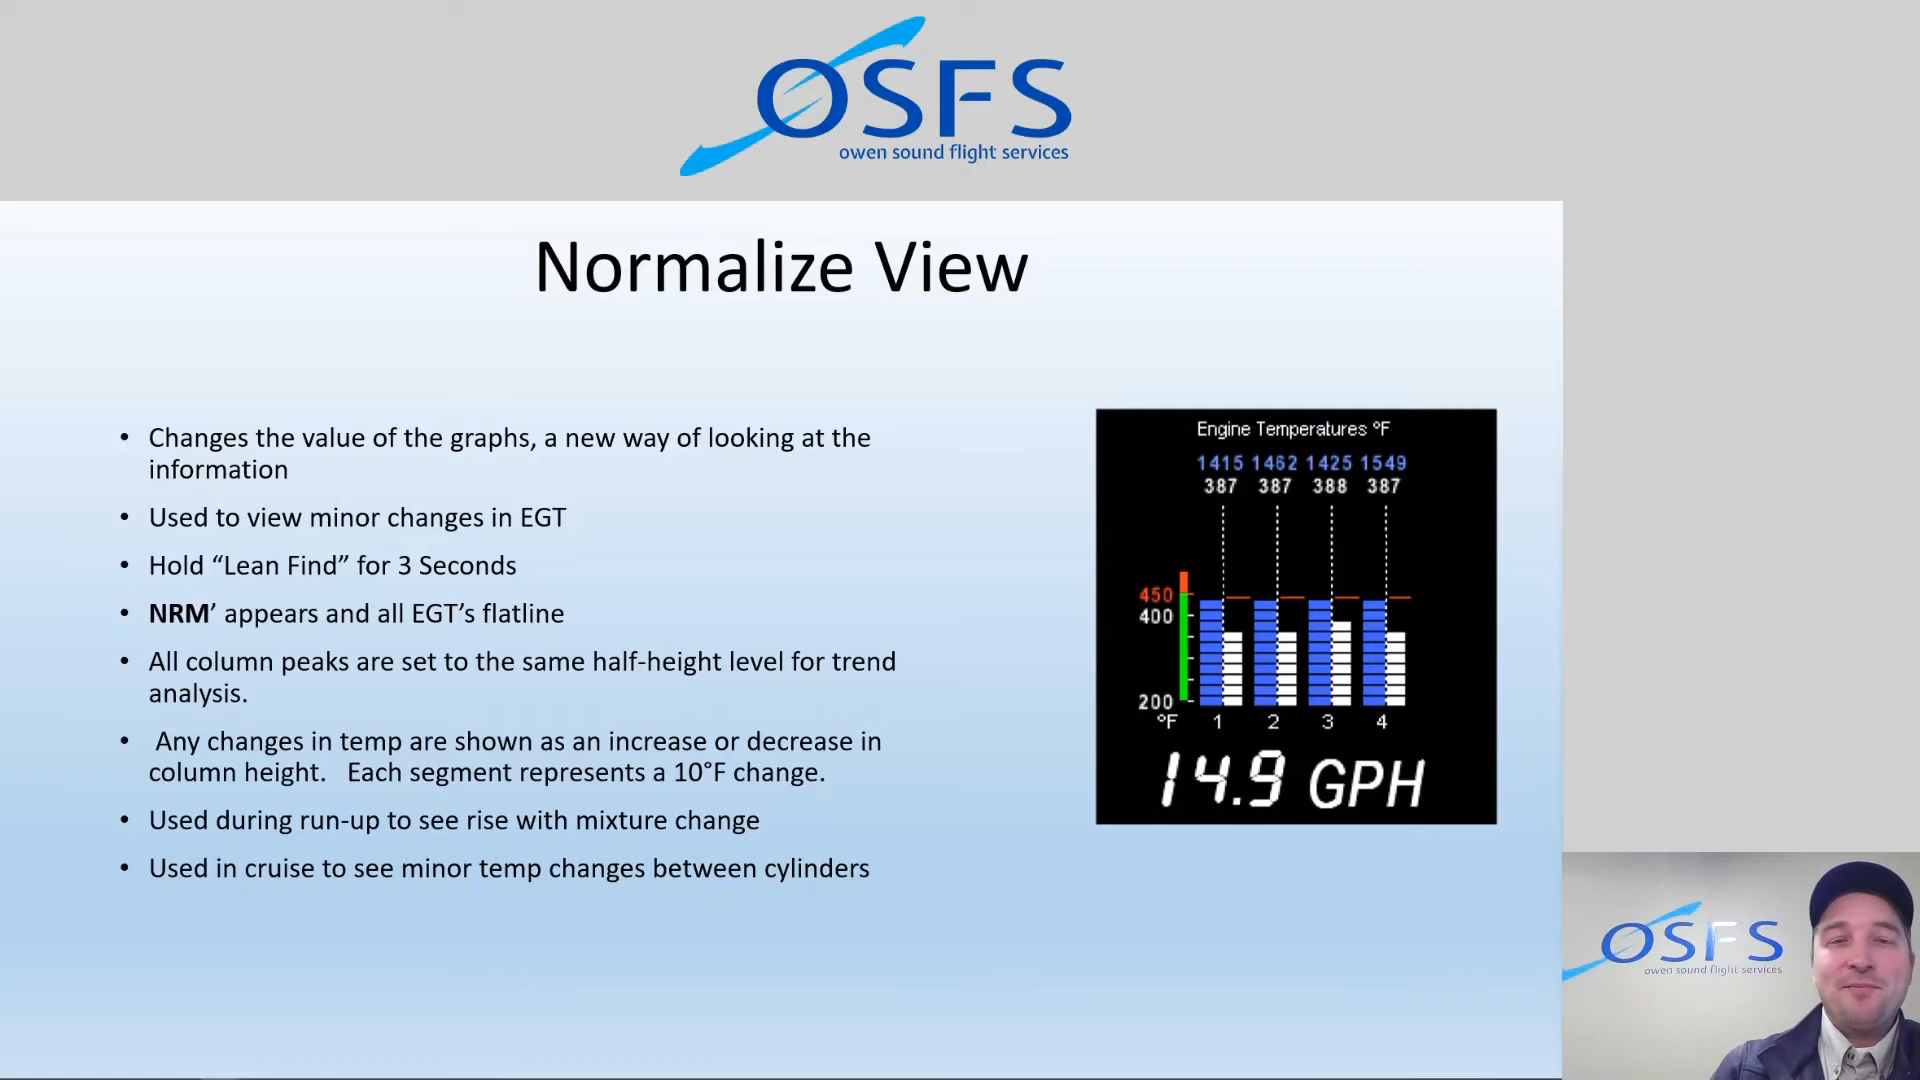 OSFS
owen sound flight services
Normalize View
• Changes the value of the graphs, a new way of looking at the
information
• Used to view minor changes in EGT
• Hold “Lean Find” for 3 Seconds
• NRM’ appears and all EGT’s flatline
• All column peaks are set to the same half-height level for trend
analysis.
• Any changes in temp are shown as an increase or decrease in
column height. Each segment represents a 10°F change.
• Used during run-up to see rise with mixture change
• Used in cruise to see minor temp changes between cylinders
Engine Temperatures °F
1415 1462 1425 1549
387 387 388 387
450
400
200
°F 1 2 3 4
14.9 GPH
OSFS
owen sound flight services